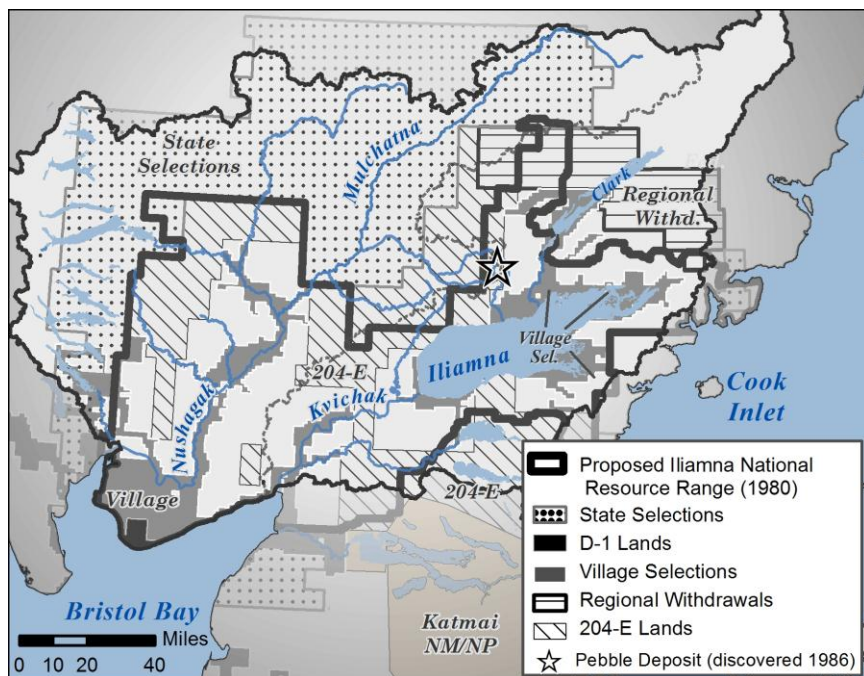 State
Selections
Mulchatna
Clark
Regional
Withd.
Village
Sel.
Iliamna
204-E
Kvichak
Nushagak
Cook
Inlet
204-E
Village
Bristol Bay
Katmai
NM/NP
Miles
0 10 20 40
Proposed Iliamna National
Resource Range (1980)
State Selections
D-1 Lands
Village Selections
Regional Withdrawals
204-E Lands
Pebble Deposit (discovered 1986)